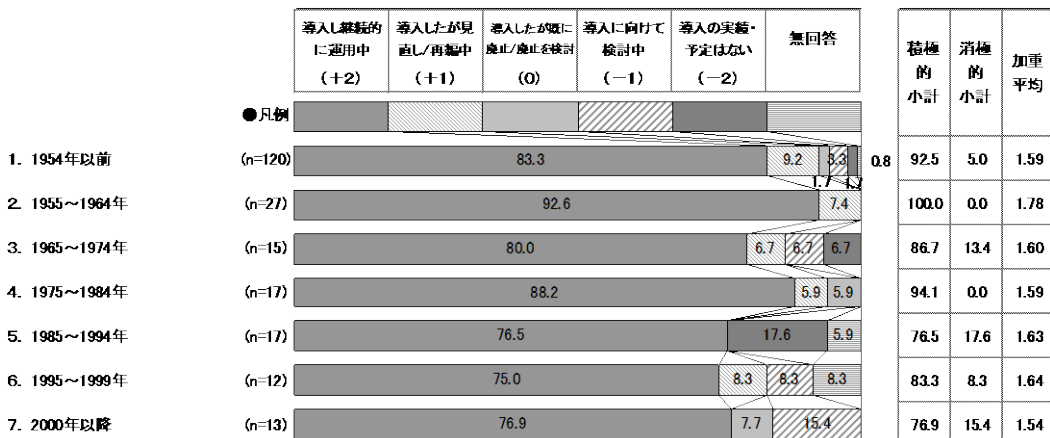 導入し継続的に運用中(+2) 導入したが見直し/再編中(+1) 導入したが既に廃止/廃止を検討(0) 導入に向けて検討中(-1) 導入の実績・予定はない(-2) 無回答 積極的小計 消極的小計 加重平均
●凡例
1. 1954年以前 (n=120) 83.3 9.2 1.7 3.3 1.7 0.8 92.5 5.0 1.59
2. 1955～1964年 (n=27) 92.6 7.4 100.0 0.0 1.78
3. 1965～1974年 (n=15) 80.0 6.7 6.7 6.7 86.7 13.4 1.60
4. 1975～1984年 (n=17) 88.2 5.9 5.9 94.1 0.0 1.59
5. 1985～1994年 (n=17) 76.5 17.6 5.9 76.5 17.6 1.63
6. 1995～1999年 (n=12) 75.0 8.3 8.3 8.3 83.3 8.3 1.64
7. 2000年以降 (n=13) 76.9 7.7 15.4 76.9 15.4 1.54